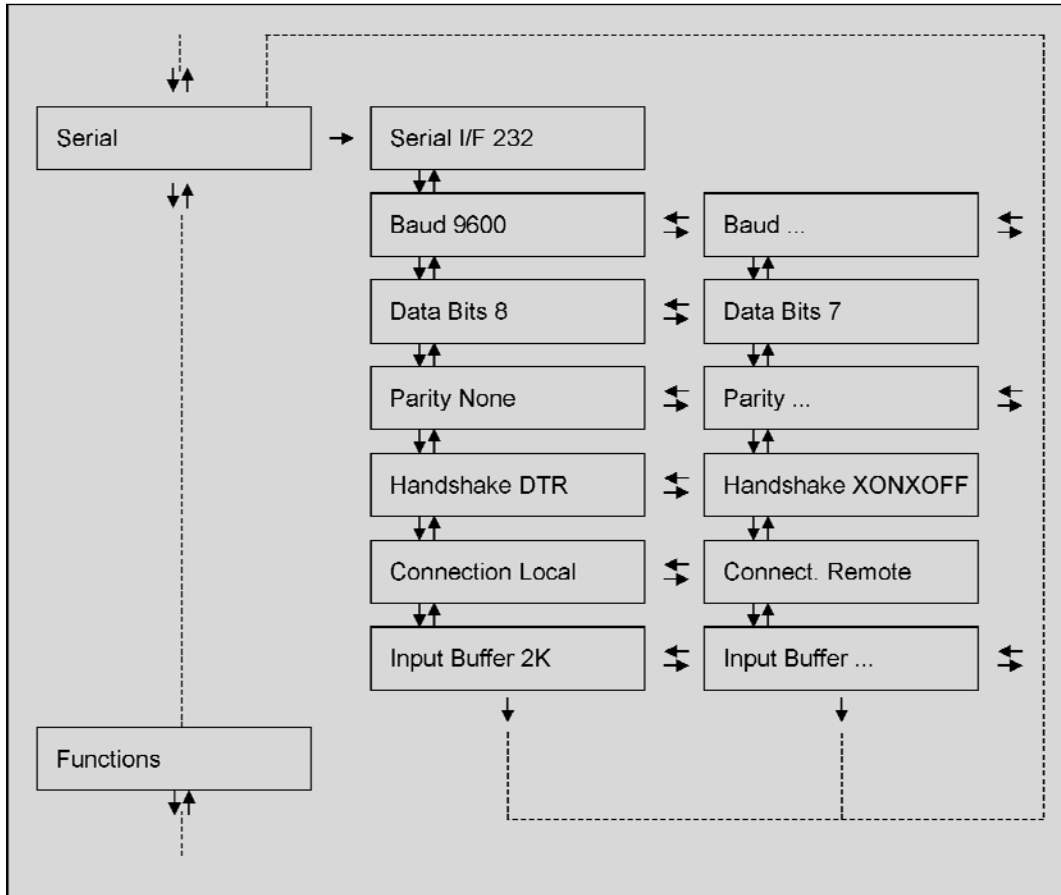 Serial
Serial I/F 232
Baud 9600
Baud ...
Data Bits 8
Data Bits 7
Parity None
Parity ...
Handshake DTR
Handshake XONXOFF
Connection Local
Connect. Remote
Input Buffer 2K
Input Buffer ...
Functions